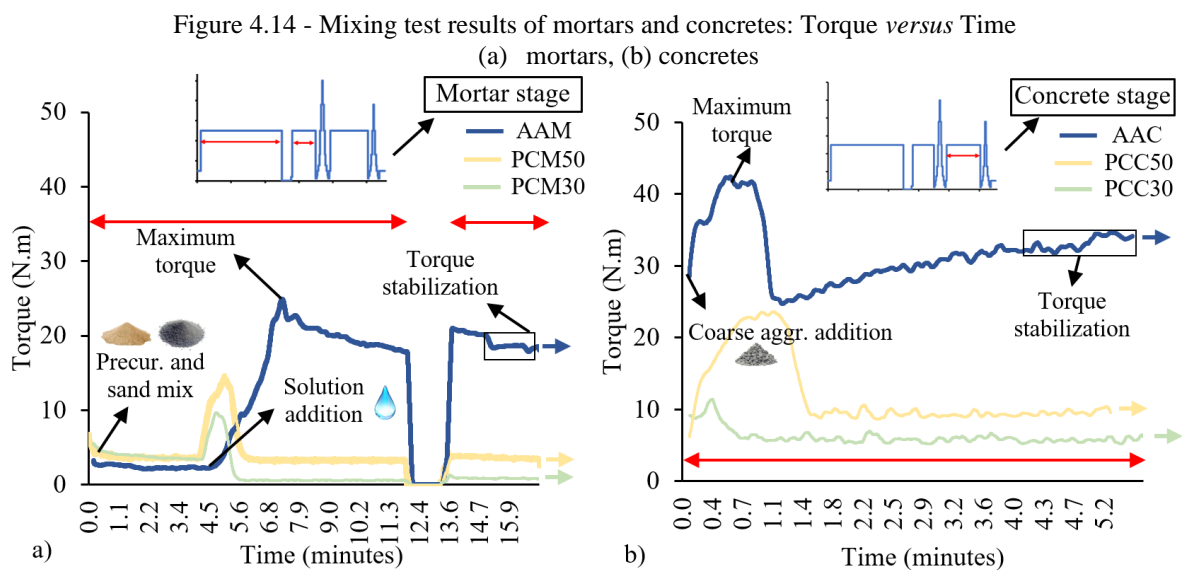 Figure 4.14 - Mixing test results of mortars and concretes: Torque versus Time
(a) mortars, (b) concretes
Mortar stage
AAM
PCM50
PCM30
Maximum
torque
Torque
stabilization
Precur. and
sand mix
Solution
addition
Torque (N.m)
50
40
30
20
10
0
0.0 1.1 2.2 3.4 4.5 5.6 6.8 7.9 9.0 10.2 11.3 12.4 13.6 14.7 15.9
a)
Time (minutes)
Concrete stage
AAC
PCC50
PCC30
Maximum
torque
Coarse aggr. addition
Torque
stabilization
Torque (N.m)
50
40
30
20
10
0
0.0 0.4 0.7 1.1 1.4 1.8 2.2 2.5 2.9 3.2 3.6 4.0 4.3 4.7 5.2
b)
Time (minutes)